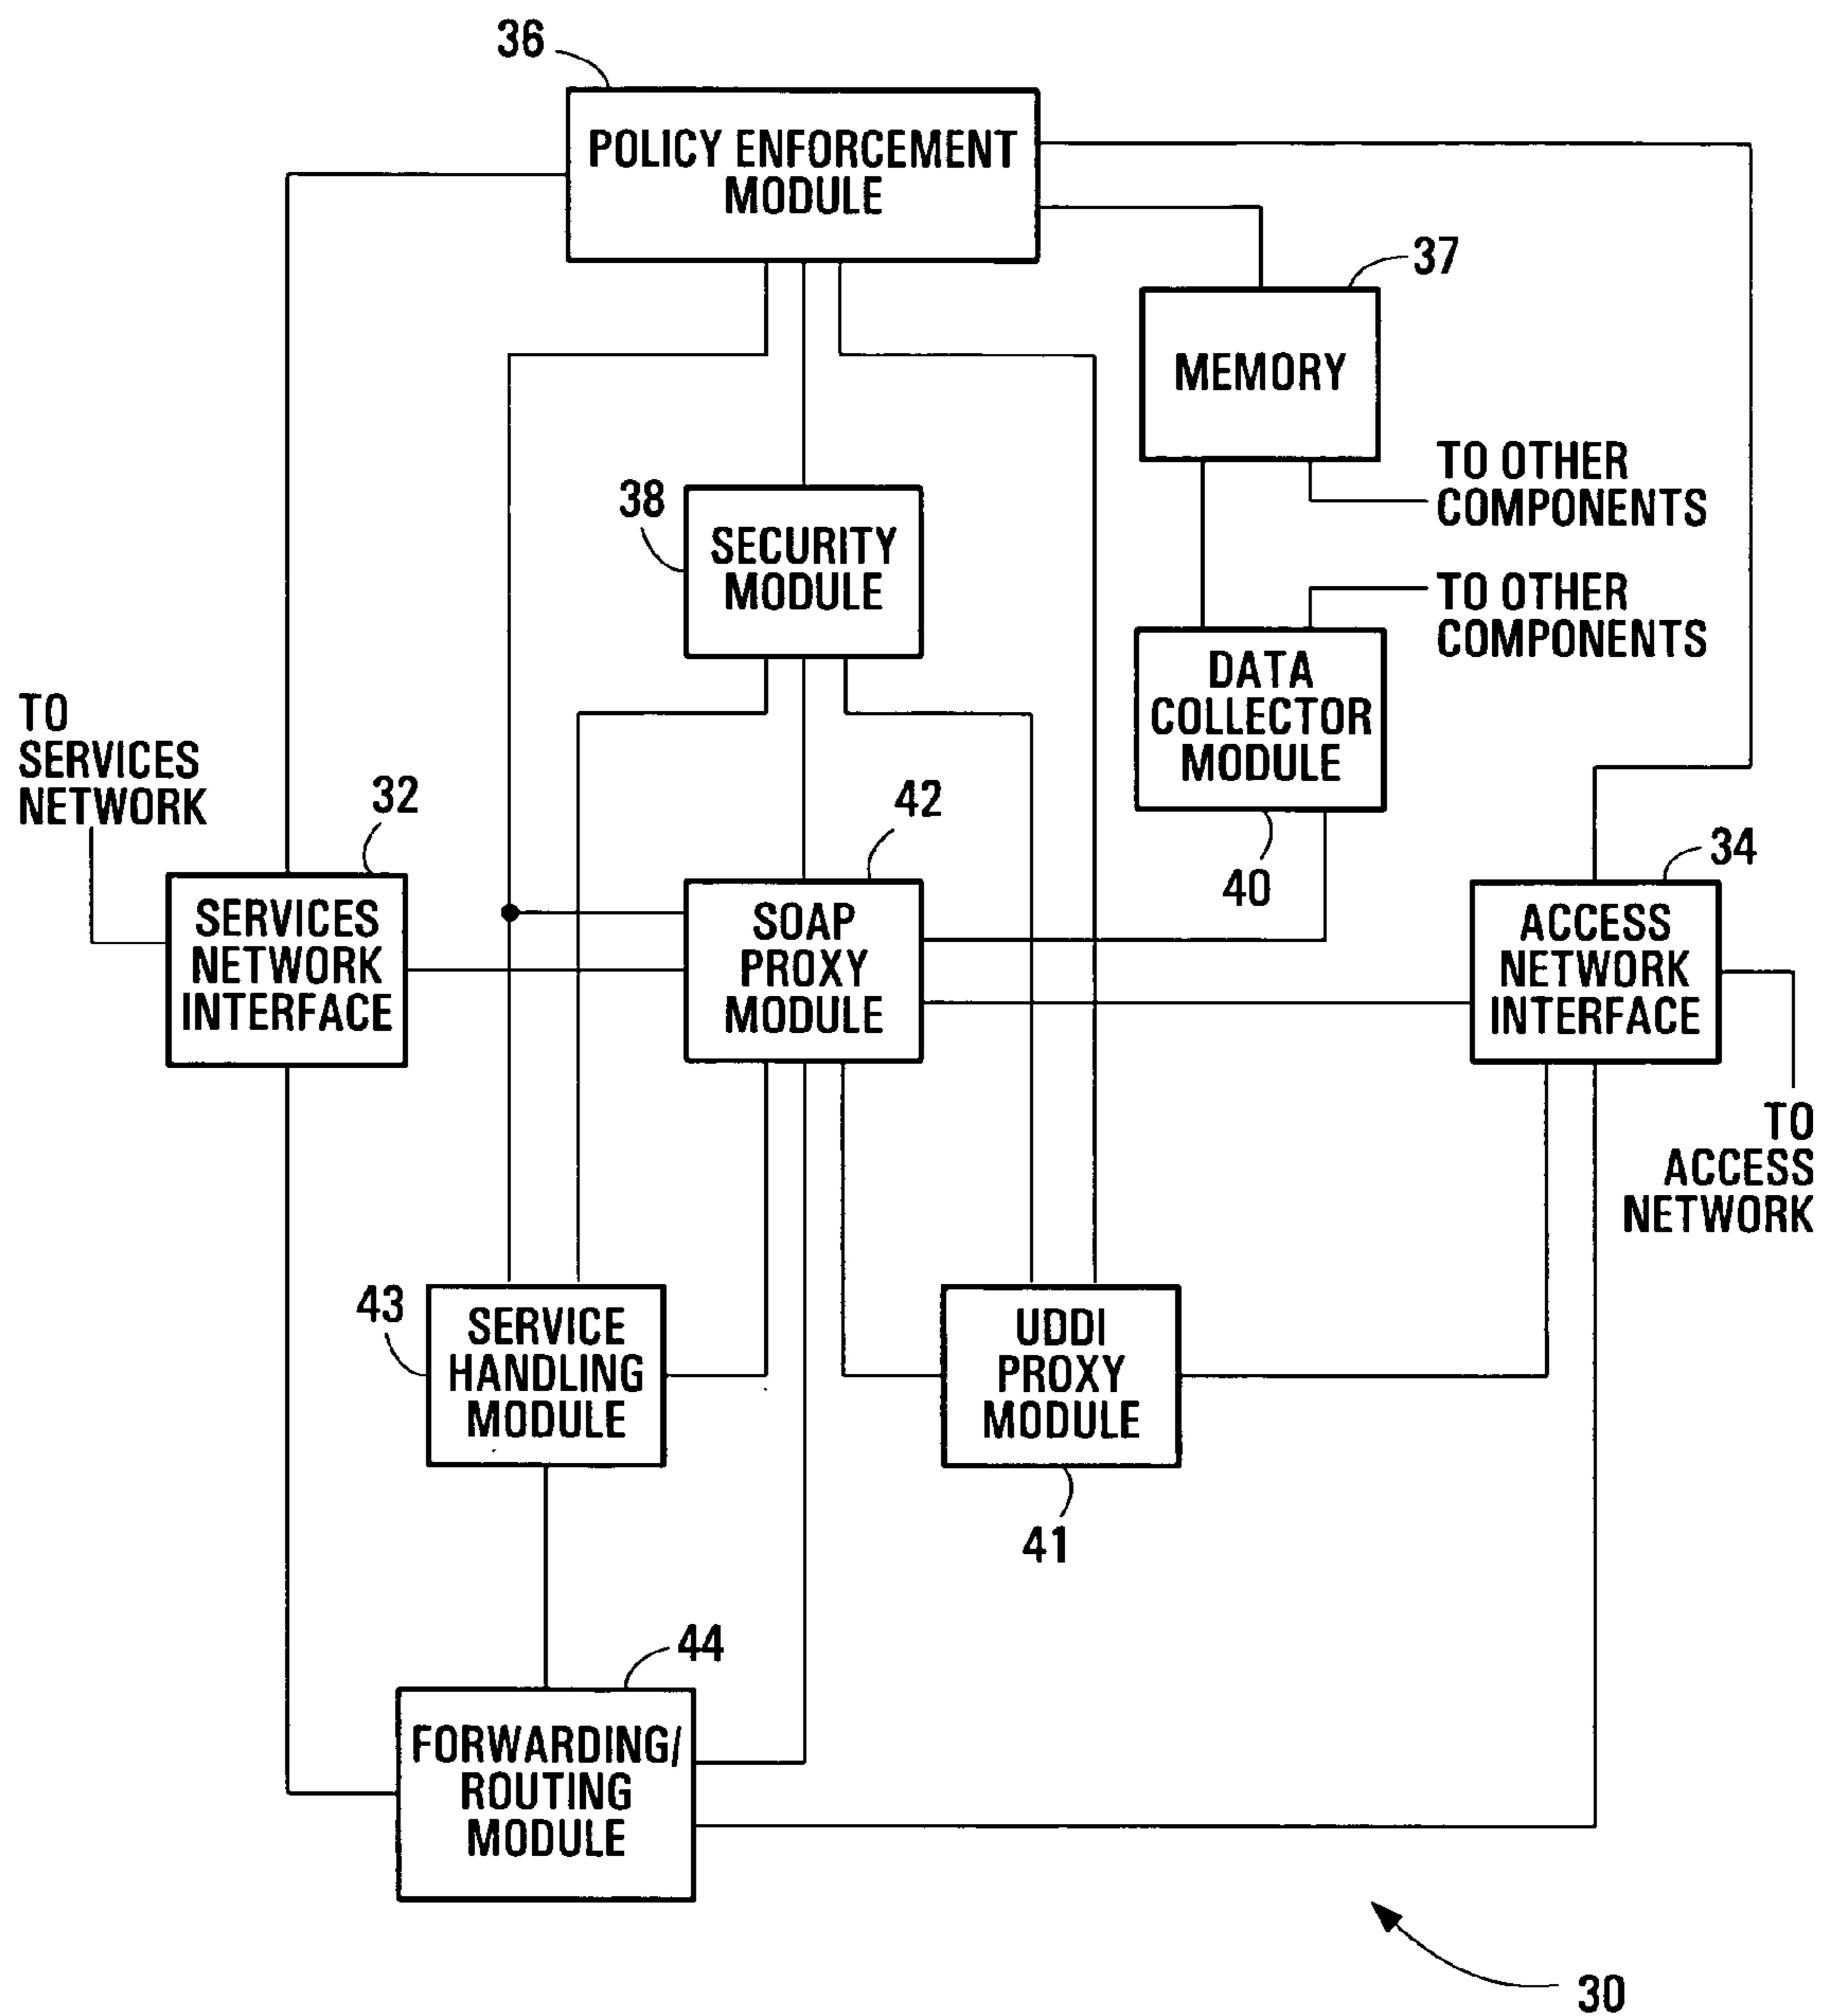 36
POLICY ENFORCEMENT
MODULE
37
MEMORY
TO OTHER
COMPONENTS
38
SECURITY
MODULE
TO OTHER
COMPONENTS
DATA
COLLECTOR
MODULE
40
TO
SERVICES
NETWORK
32
SERVICES
NETWORK
INTERFACE
42
SOAP
PROXY
MODULE
34
ACCESS
NETWORK
INTERFACE
TO
ACCESS
NETWORK
43
SERVICE
HANDLING
MODULE
UDDI
PROXY
MODULE
41
44
FORWARDING/
ROUTING
MODULE
30